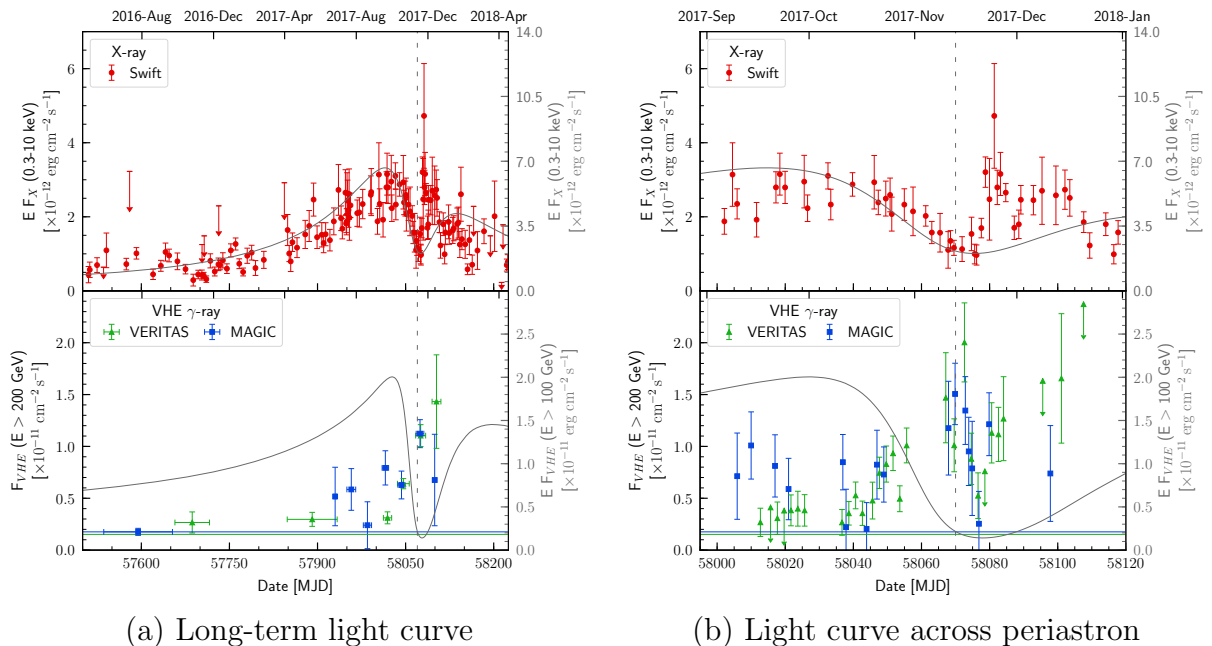 2016-Aug 2016-Dec 2017-Apr 2017-Aug 2017-Dec 2018-Apr
X-ray
Swift
E F_X (0.3-10 keV)
[×10⁻¹² erg cm⁻² s⁻¹]
0 2 4 6
0.0 3.5 7.0 10.5 14.0
E F_X (0.3-10 keV)
[×10⁻¹² erg cm⁻² s⁻¹]
VHE γ-ray
VERITAS MAGIC
F_VHE (E > 200 GeV)
[×10⁻¹¹ cm⁻² s⁻¹]
0.0 0.5 1.0 1.5 2.0
0.0 0.5 1.0 1.5 2.0 2.5 3.0
E F_VHE (E > 100 GeV)
[×10⁻¹¹ erg cm⁻² s⁻¹]
57600 57750 57900 58050 58200
Date [MJD]
(a) Long-term light curve
2017-Sep 2017-Oct 2017-Nov 2017-Dec 2018-Jan
X-ray
Swift
E F_X (0.3-10 keV)
[×10⁻¹² erg cm⁻² s⁻¹]
0 2 4 6
0.0 3.5 7.0 10.5 14.0
E F_X (0.3-10 keV)
[×10⁻¹² erg cm⁻² s⁻¹]
VHE γ-ray
VERITAS MAGIC
F_VHE (E > 200 GeV)
[×10⁻¹¹ cm⁻² s⁻¹]
0.0 0.5 1.0 1.5 2.0
0.0 0.5 1.0 1.5 2.0 2.5 3.0
E F_VHE (E > 100 GeV)
[×10⁻¹¹ erg cm⁻² s⁻¹]
58000 58020 58040 58060 58080 58100 58120
Date [MJD]
(b) Light curve across periastron